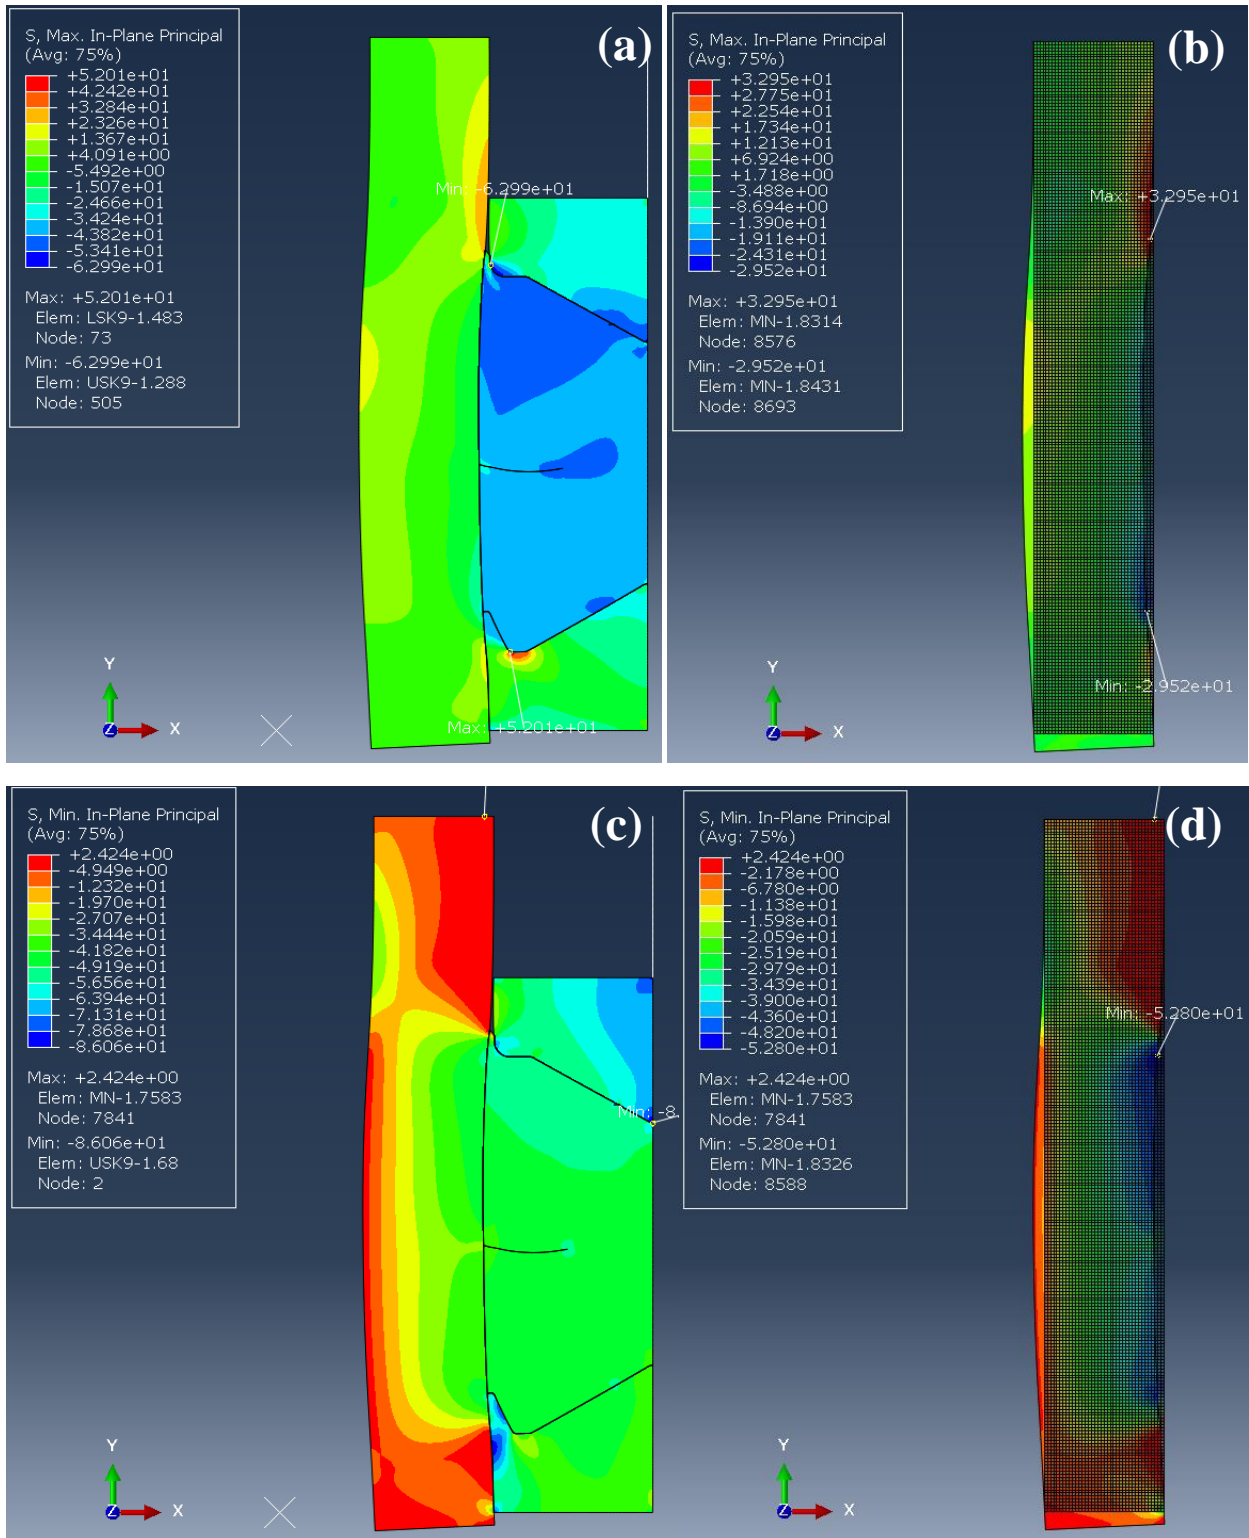 S, Max. In-Plane Principal
(Avg: 75%)
+5.201e+01
+4.242e+01
+3.284e+01
+2.326e+01
+1.367e+01
+4.091e+00
-5.492e+00
-1.507e+01
-2.466e+01
-3.424e+01
-4.382e+01
-5.341e+01
-6.299e+01
Max: +5.201e+01
Elem: LSK9-1.483
Node: 73
Min: -6.299e+01
Elem: USK9-1.288
Node: 505
(a)
Min: -6.299e+01
Max: +5.201e+01
Y
Z
X
S, Max. In-Plane Principal
(Avg: 75%)
+3.295e+01
+2.775e+01
+2.254e+01
+1.734e+01
+1.213e+01
+6.924e+00
+1.718e+00
-3.488e+00
-8.694e+00
-1.390e+01
-1.911e+01
-2.431e+01
-2.952e+01
Max: +3.295e+01
Elem: MN-1.8314
Node: 8576
Min: -2.952e+01
Elem: MN-1.8431
Node: 8693
(b)
Max: +3.295e+01
Min: -2.952e+01
Y
Z
X
S, Min. In-Plane Principal
(Avg: 75%)
+2.424e+00
-4.949e+00
-1.232e+01
-1.970e+01
-2.707e+01
-3.444e+01
-4.182e+01
-4.919e+01
-5.656e+01
-6.394e+01
-7.131e+01
-7.868e+01
-8.606e+01
Max: +2.424e+00
Elem: MN-1.7583
Node: 7841
Min: -8.606e+01
Elem: USK9-1.68
Node: 2
(c)
Min: -8.
Y
Z
X
S, Min. In-Plane Principal
(Avg: 75%)
+2.424e+00
-2.178e+00
-6.780e+00
-1.138e+01
-1.598e+01
-2.059e+01
-2.519e+01
-2.979e+01
-3.439e+01
-3.900e+01
-4.360e+01
-4.820e+01
-5.280e+01
Max: +2.424e+00
Elem: MN-1.7583
Node: 7841
Min: -5.280e+01
Elem: MN-1.8326
Node: 8588
(d)
Min: -5.280e+01
Y
Z
X